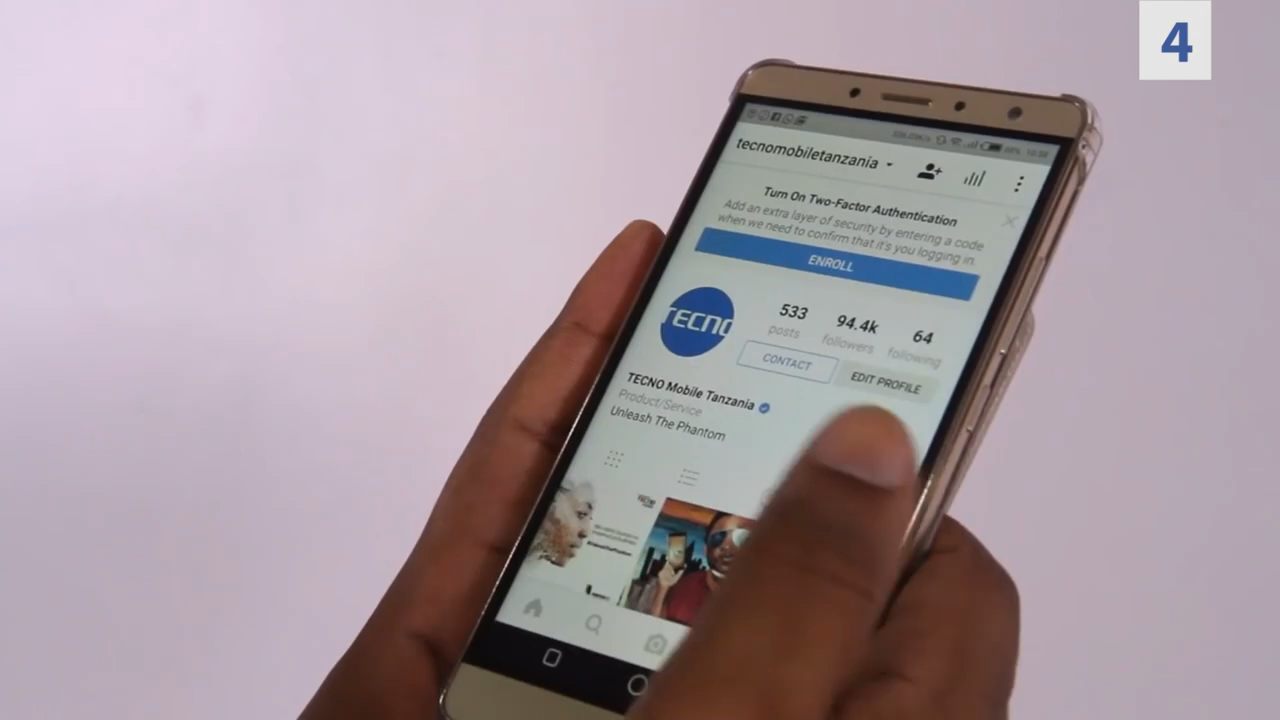 4
tecnomobiletanzania
Turn On Two-Factor Authentication
Add an extra layer of security by entering a code
when we need to confirm that it's you logging in.
ENROLL
TECNO
533 94.4k 64
posts followers following
CONTACT EDIT PROFILE
TECNO Mobile Tanzania
Product/Service
Unleash The Phantom